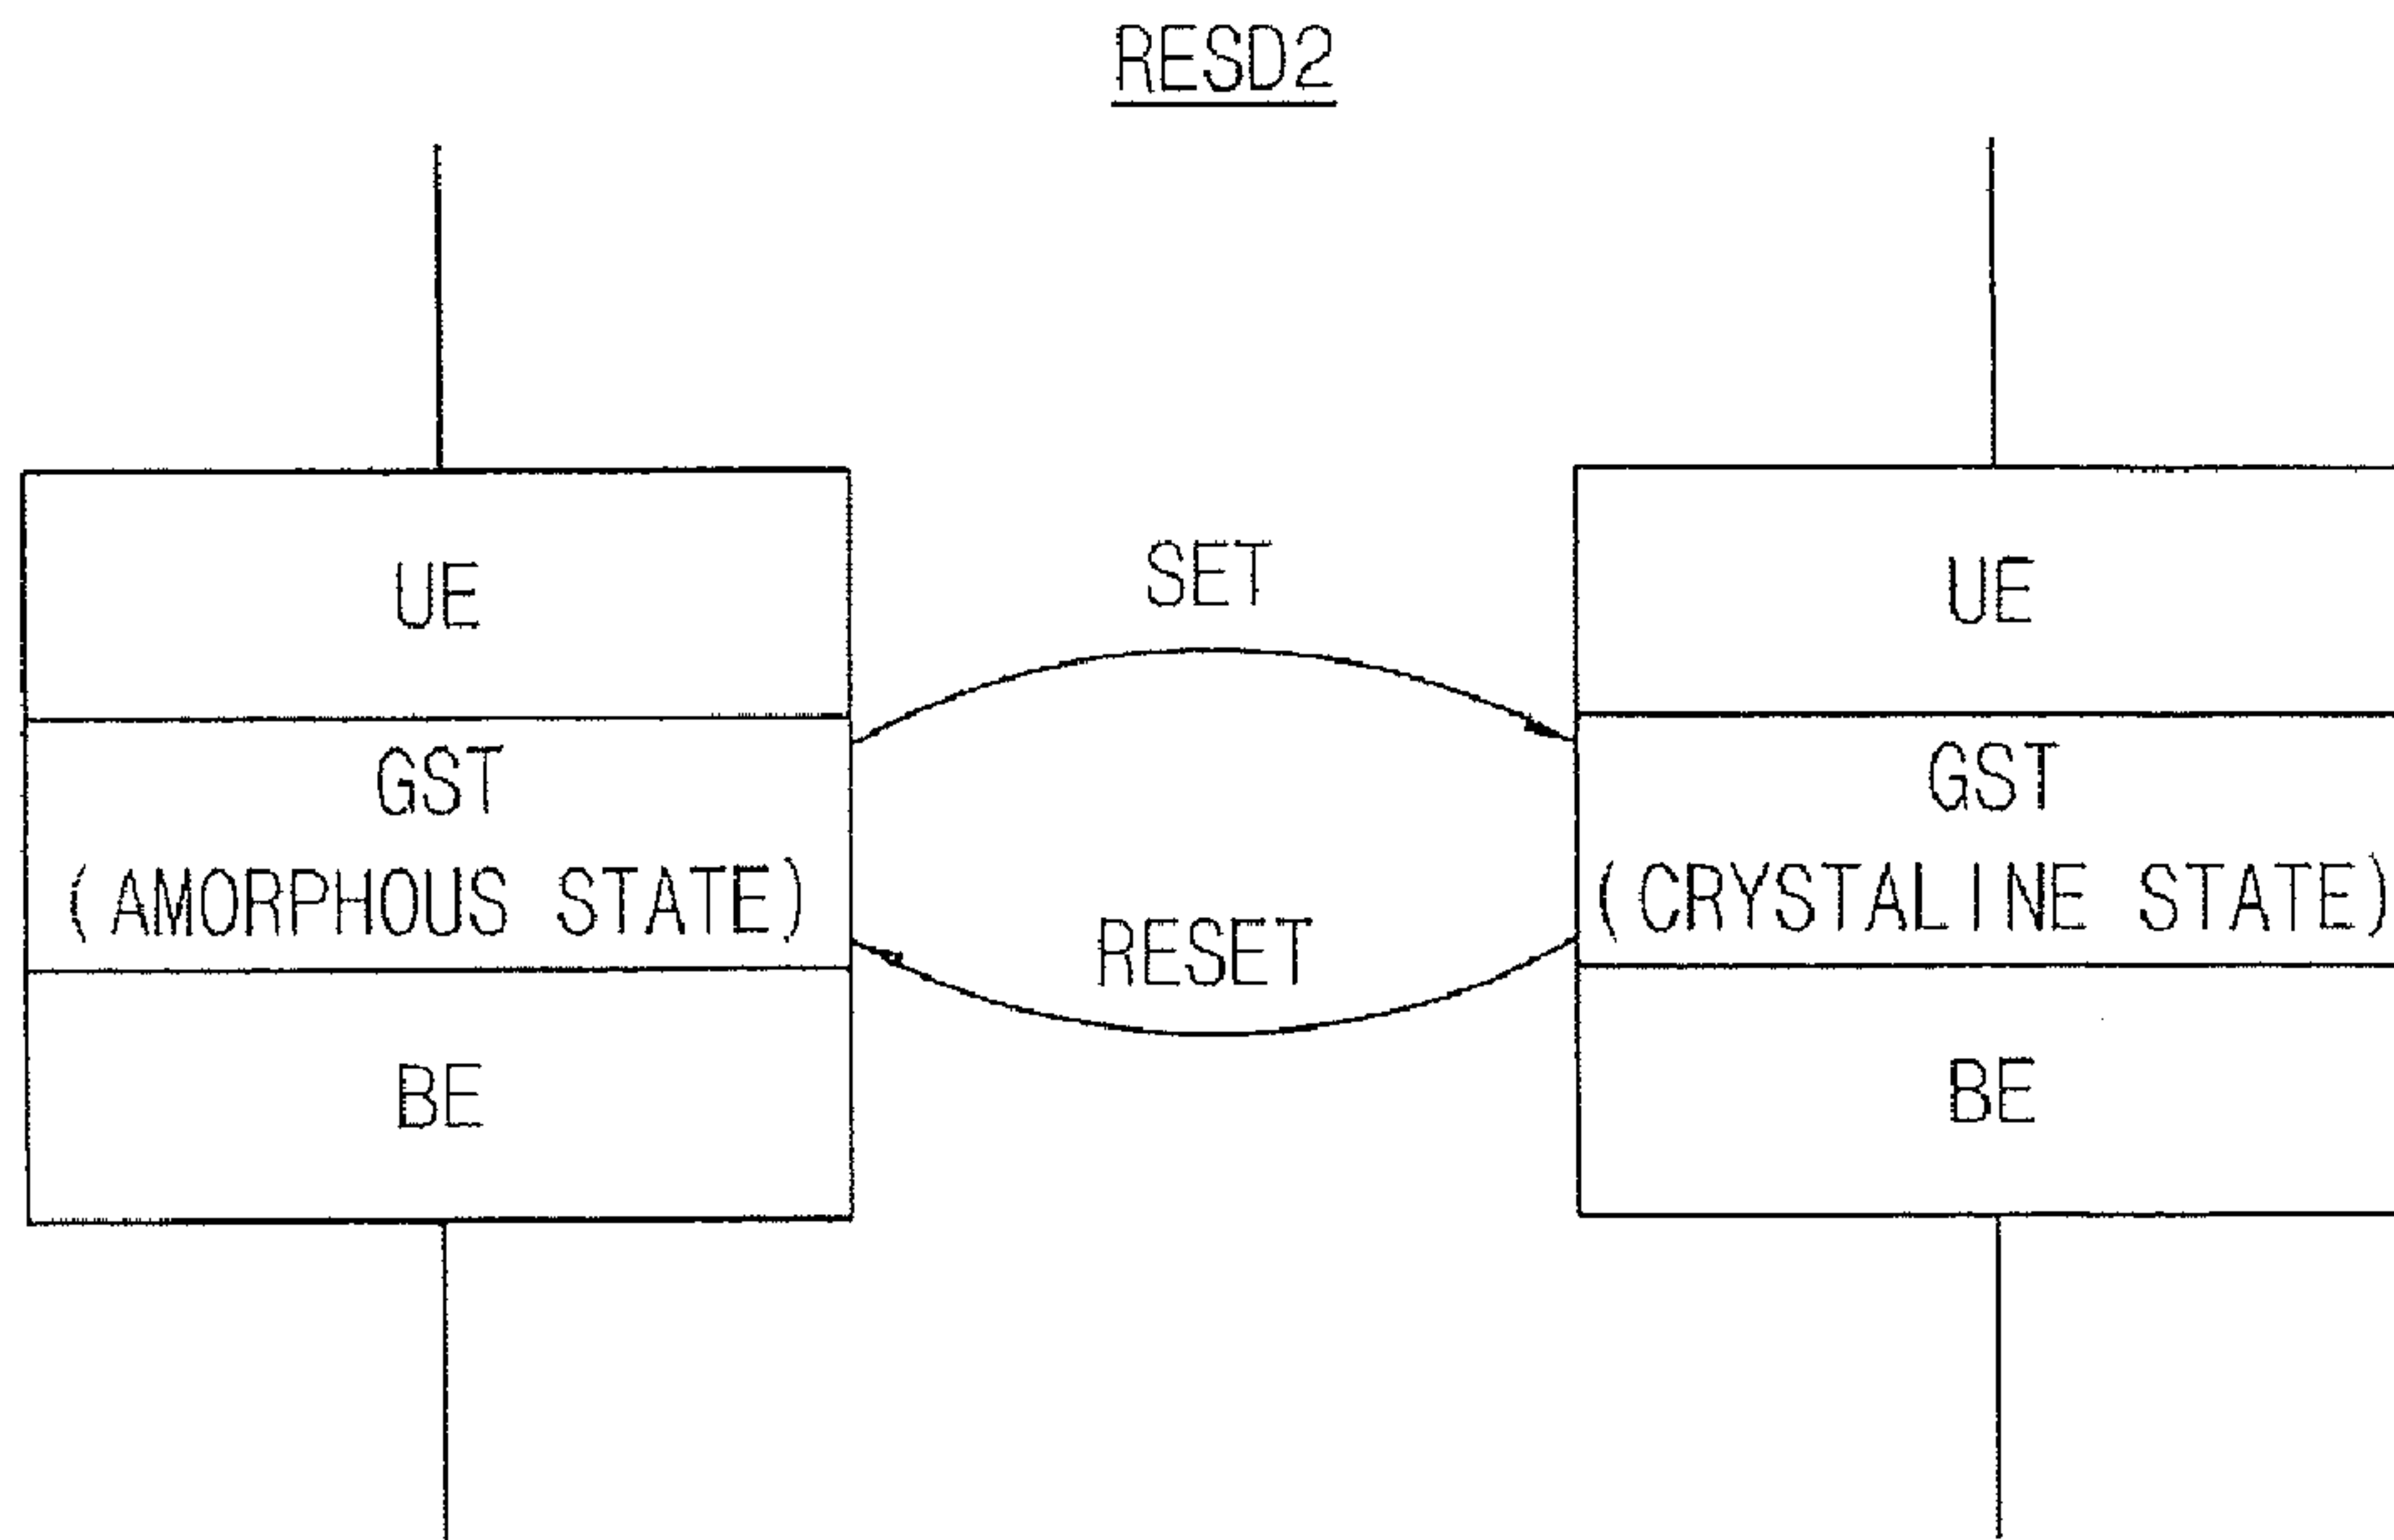 RESD2
UE
GST
(AMORPHOUS STATE)
BE
SET
RESET
UE
GST
(CRYSTALINE STATE)
BE